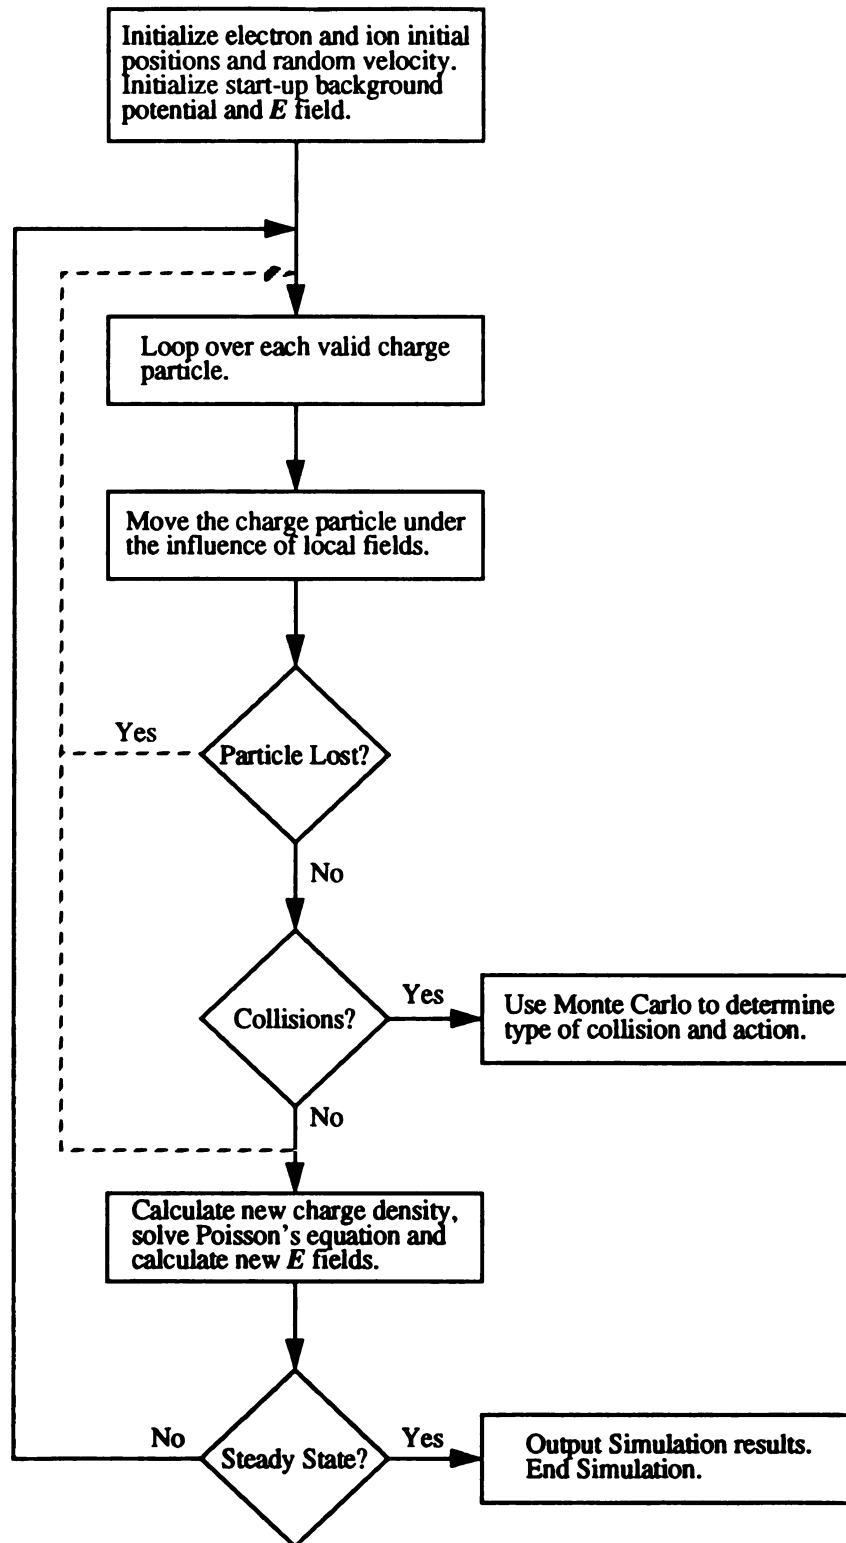 Initialize electron and ion initial
positions and random velocity.
Initialize start-up background
potential and E field.
Loop over each valid charge
particle.
Move the charge particle under
the influence of local fields.
Yes
Particle Lost?
No
Collisions?
Yes
Use Monte Carlo to determine
type of collision and action.
No
Calculate new charge density,
solve Poisson's equation and
calculate new E fields.
No
Steady State?
Yes
Output Simulation results.
End Simulation.